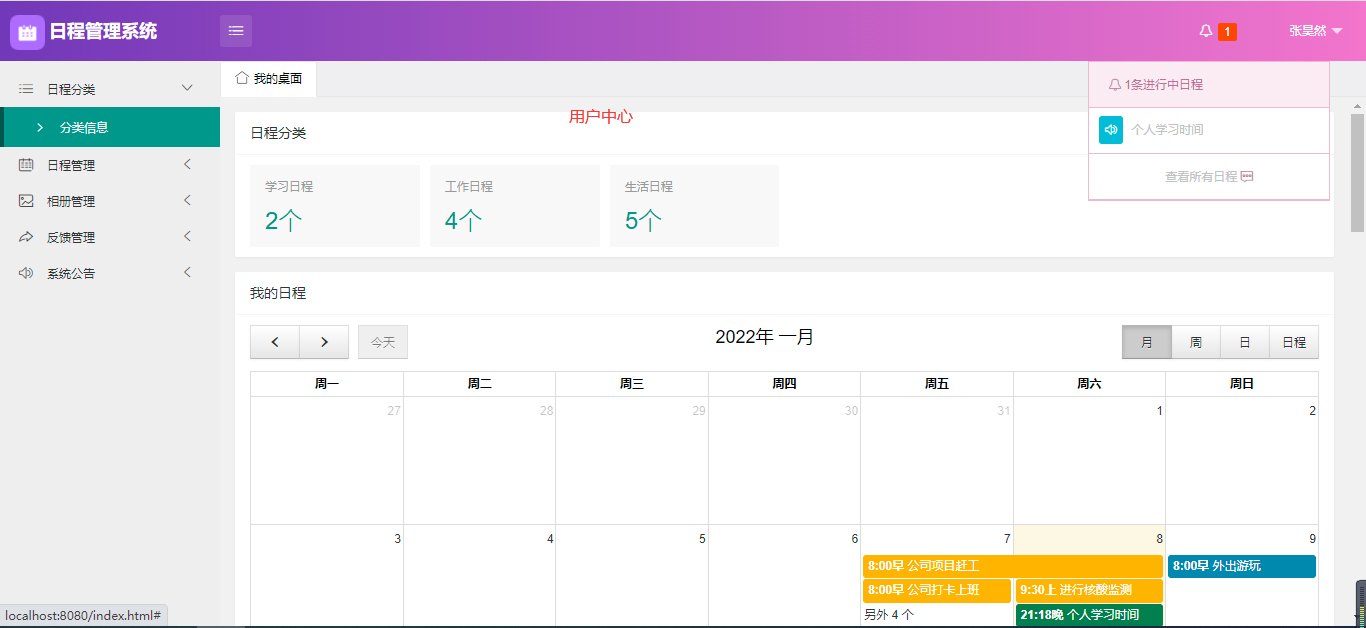 日程管理系统
1
张昊然
日程分类
分类信息
日程管理
相册管理
反馈管理
系统公告
我的桌面
用户中心
1条进行中日程
个人学习时间
查看所有日程
日程分类
学习日程
2个
工作日程
4个
生活日程
5个
我的日程
今天
2022年 一月
月 周 日 日程
周一 周二 周三 周四 周五 周六 周日
27 28 29 30 31 1 2
3 4 5 6 7 8 9
8:00早 公司项目赶工
8:00早 外出游玩
8:00早 公司打卡上班
9:30上 进行核酸监测
另外 4 个
21:18晚 个人学习时间
localhost:8080/index.html#